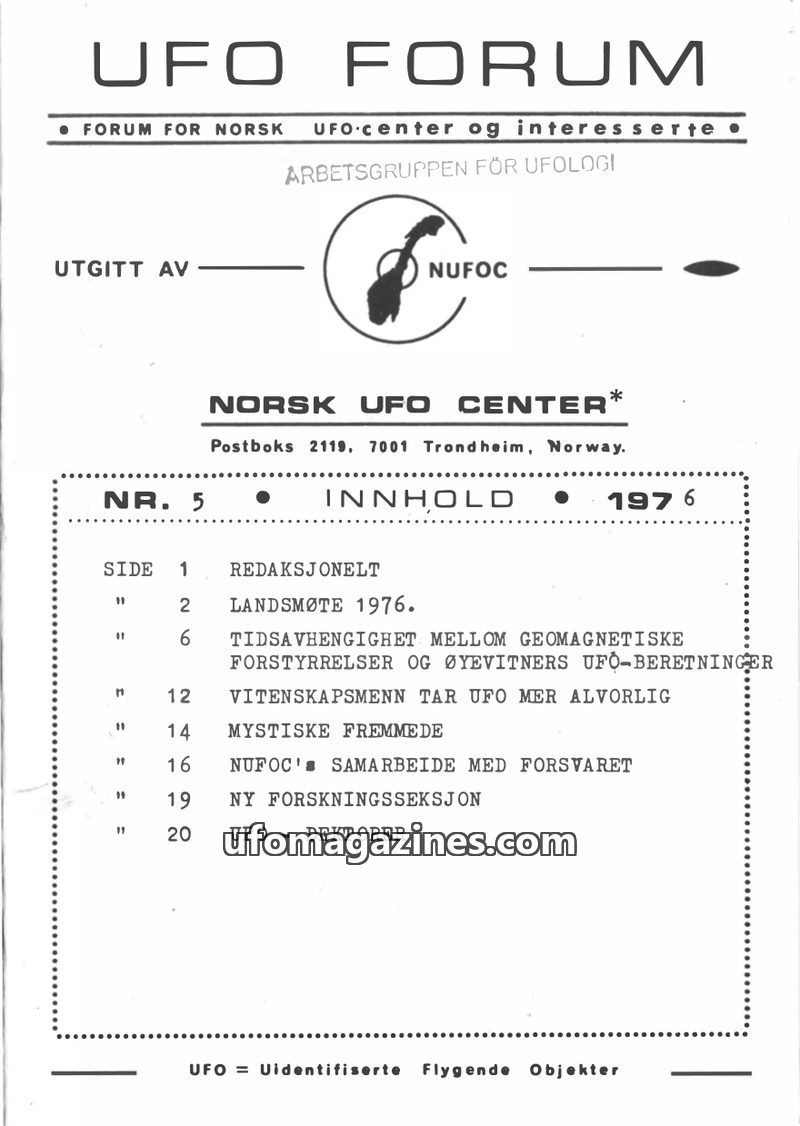 UFO FORUM
• FORUM FOR NORSK UFO·center og interesserte •
ARBETSGRUPPEN FÖR UFOLOGI
UTGITT AV
NUFOC
NORSK UFO CENTER*
Postboks 2119, 7001 Trondheim, Norway.
NR. 5 • INNHOLD • 1976
SIDE 1 REDAKSJONELT
" 2 LANDSMØTE 1976.
" 6 TIDSAVHENGIGHET MELLOM GEOMAGNETISKE
FORSTYRRELSER OG ØYEVITNERS UFO-BERETNINGER
" 12 VITENSKAPSMENN TAR UFO MER ALVORLIG
" 14 MYSTISKE FREMMEDE
" 16 NUFOC's SAMARBEIDE MED FORSVARET
" 19 NY FORSKNINGSSEKSJON
" 20 UFO -
ufomagazines.com
UFO = Uidentifiserte Flygende Objekter